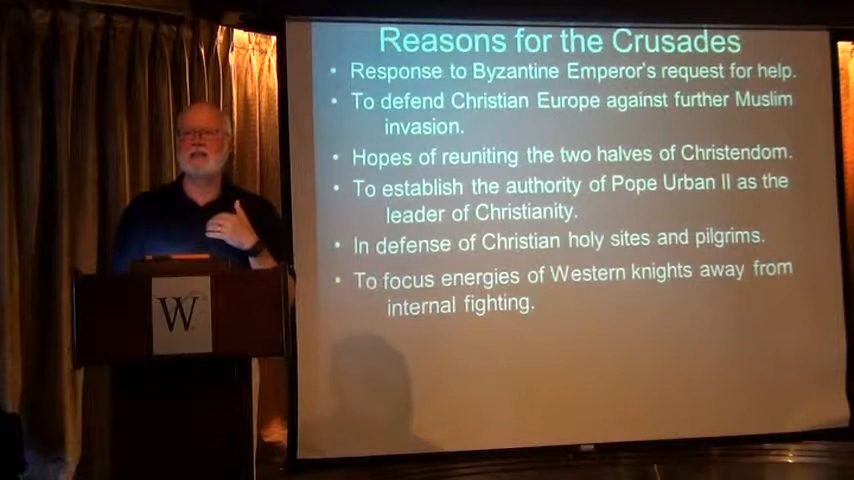 Reasons for the Crusades
• Response to Byzantine Emperor's request for help.
• To defend Christian Europe against further Muslim
invasion.
• Hopes of reuniting the two halves of Christendom.
• To establish the authority of Pope Urban II as the
leader of Christianity.
• In defense of Christian holy sites and pilgrims.
• To focus energies of Western knights away from
internal fighting.
W